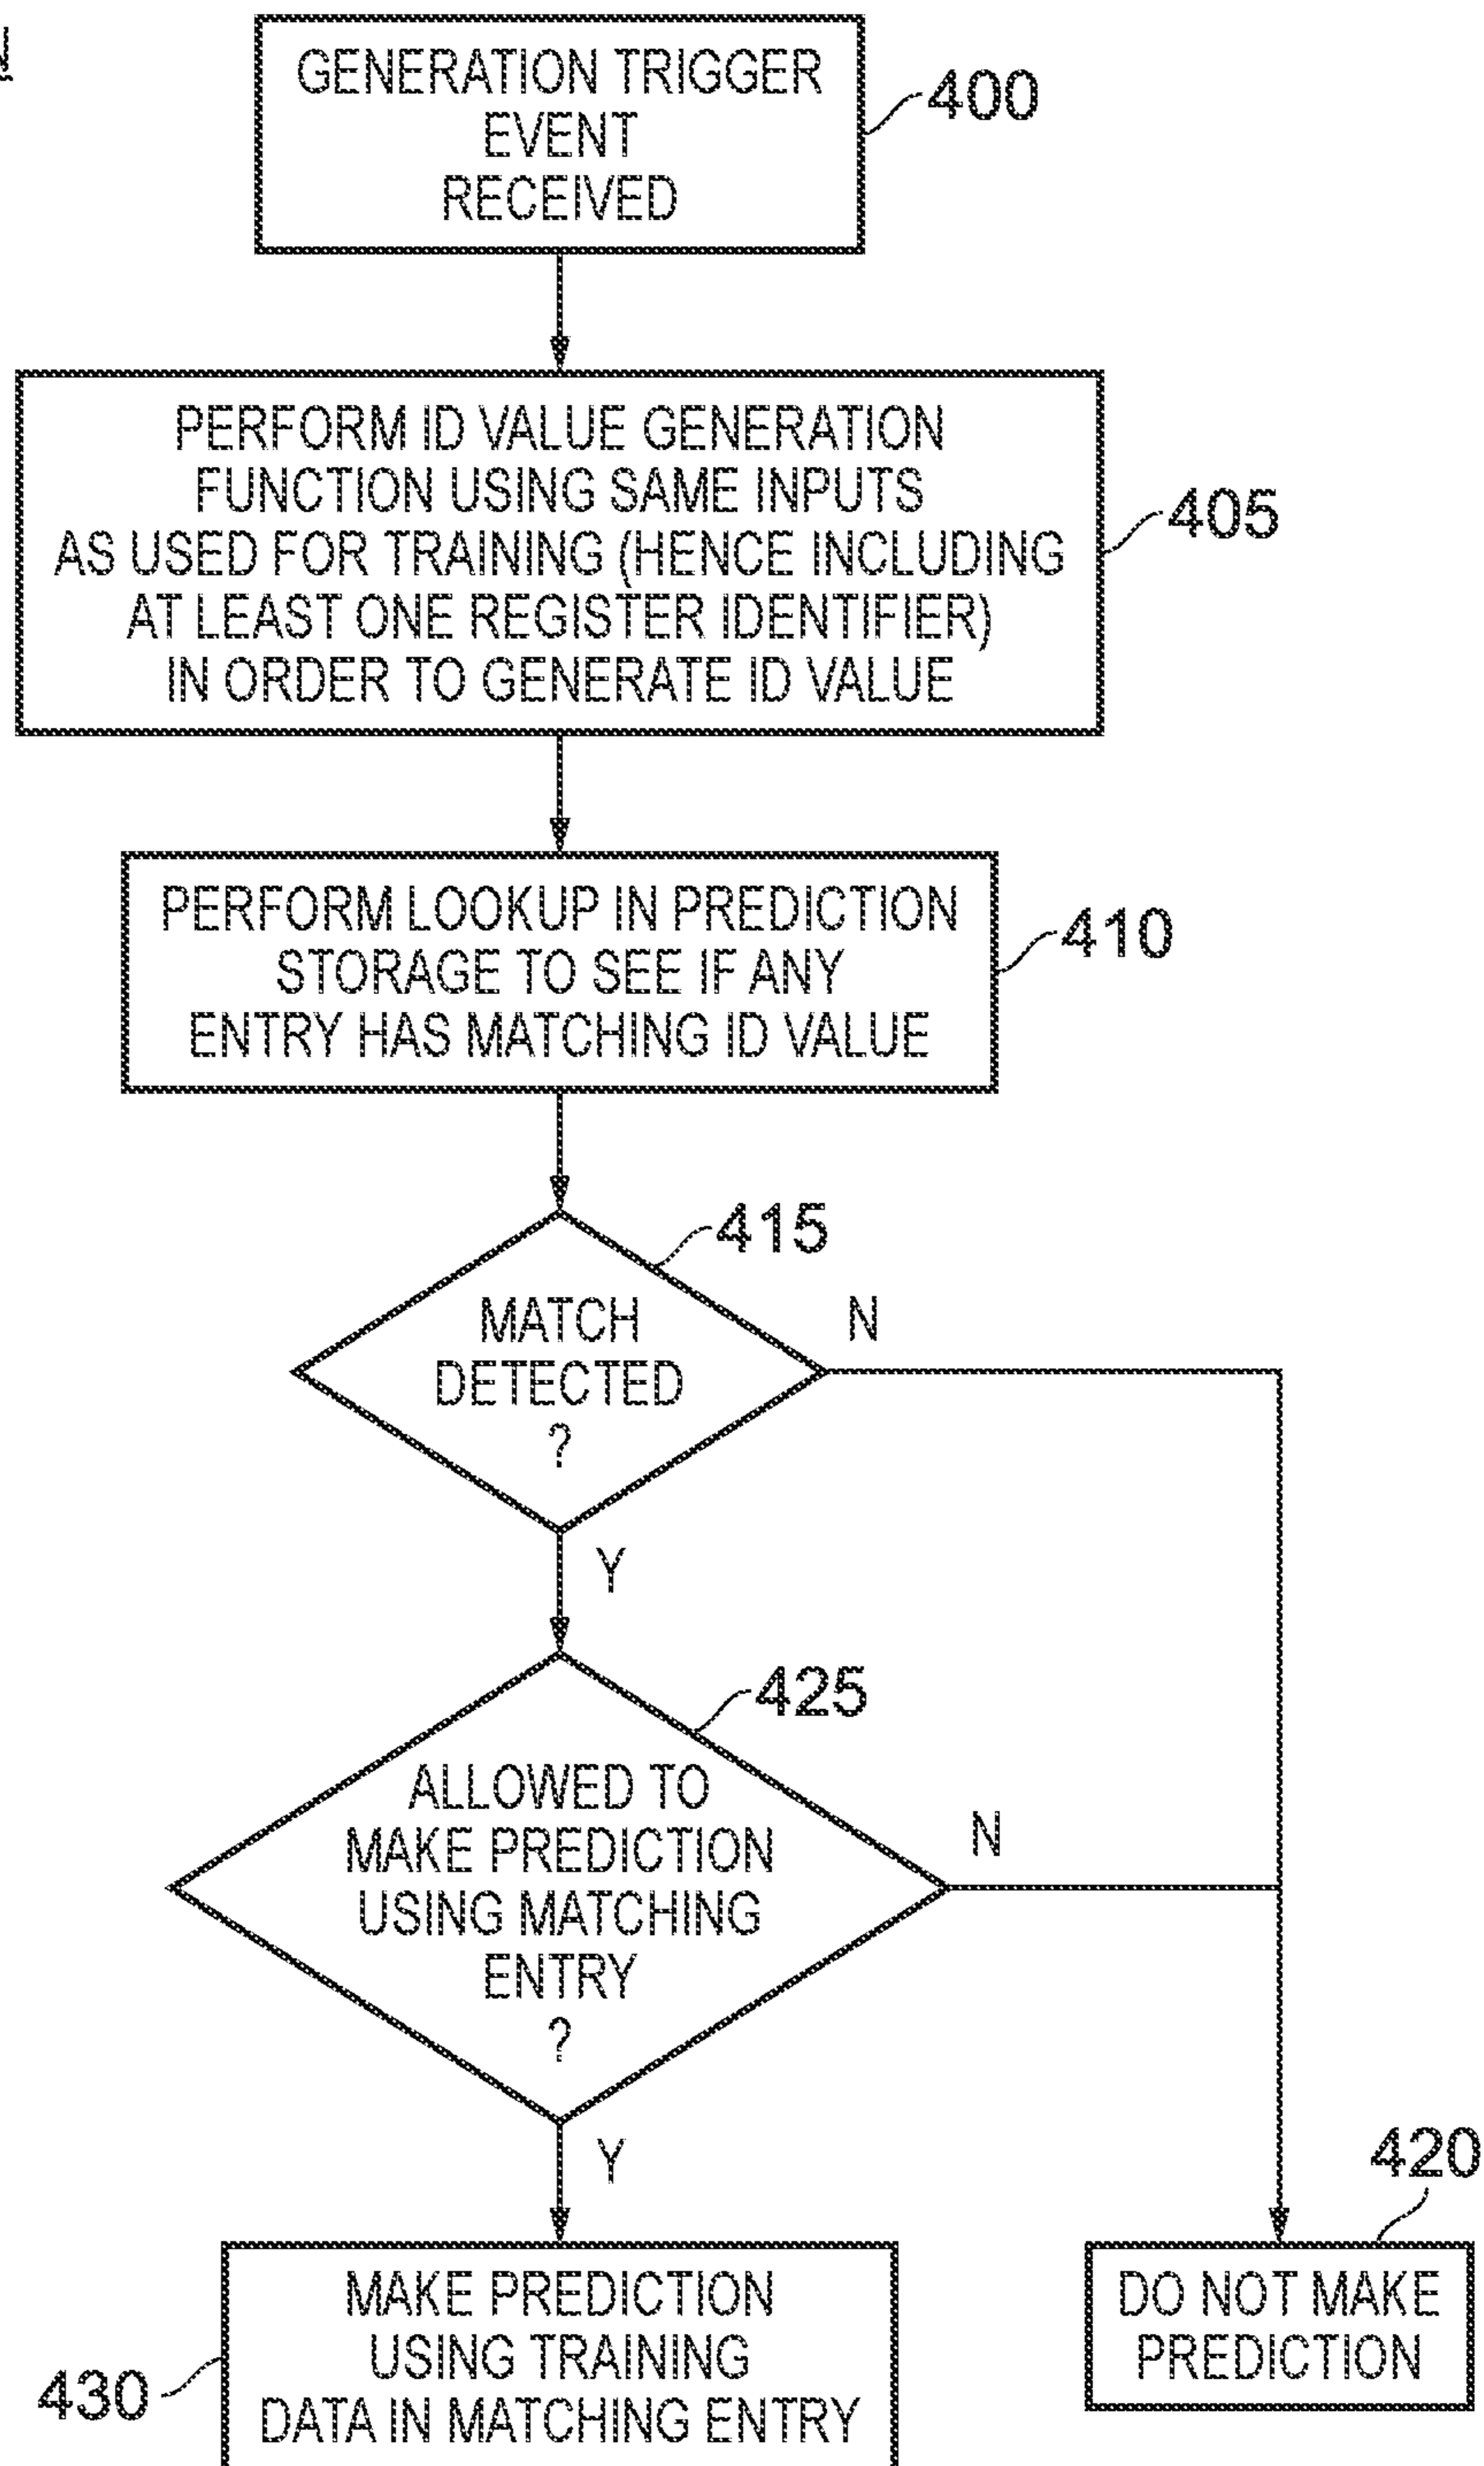 GENERATION TRIGGER
EVENT
RECEIVED
400
PERFORM ID VALUE GENERATION
FUNCTION USING SAME INPUTS
AS USED FOR TRAINING (HENCE INCLUDING
AT LEAST ONE REGISTER IDENTIFIER)
IN ORDER TO GENERATE ID VALUE
405
PERFORM LOOKUP IN PREDICTION
STORAGE TO SEE IF ANY
ENTRY HAS MATCHING ID VALUE
410
415
MATCH
DETECTED
?
N
Y
425
ALLOWED TO
MAKE PREDICTION
USING MATCHING
ENTRY
?
N
Y
420
MAKE PREDICTION
USING TRAINING
DATA IN MATCHING ENTRY
430
DO NOT MAKE
PREDICTION